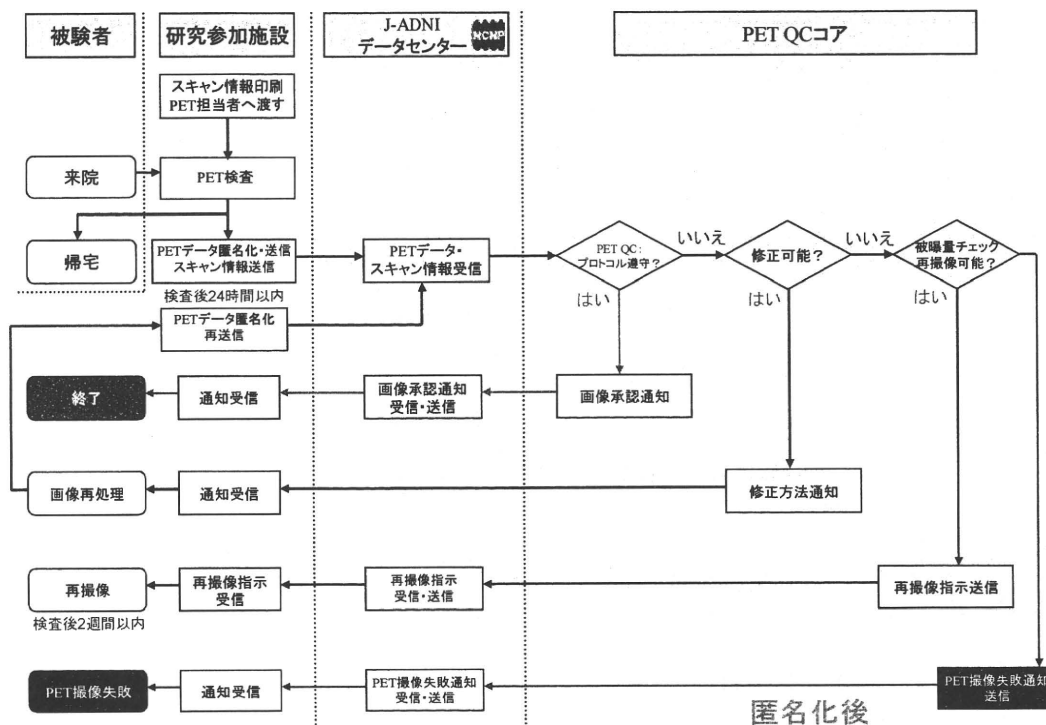 被験者
研究参加施設
J-ADNI
データセンター
NCNP
PET QCコア
スキャン情報印刷
PET担当者へ渡す
来院
PET検査
帰宅
PETデータ匿名化・送信
スキャン情報送信
検査後24時間以内
PETデータ・
スキャン情報受信
PET QC:
プロトコル遵守?
いいえ
修正可能?
いいえ
被曝量チェック
再撮像可能?
はい
はい
はい
PETデータ匿名化
再送信
終了
通知受信
画像承認通知
受信・送信
画像承認通知
画像再処理
通知受信
修正方法通知
再撮像
検査後2週間以内
再撮像指示
受信
再撮像指示
受信・送信
再撮像指示送信
PET撮像失敗
通知受信
PET撮像失敗通知
受信・送信
PET撮像失敗通知
送信
匿名化後